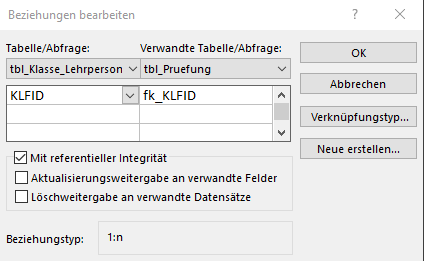 Beziehungen bearbeiten ? ×
Tabelle/Abfrage: Verwandte Tabelle/Abfrage: OK
tbl_Klasse_Lehrperson tbl_Pruefung
Abbrechen
KLFID fk_KLFID
Verknüpfungstyp...
Neue erstellen...
Mit referentieller Integrität
Aktualisierungsweitergabe an verwandte Felder
Löschweitergabe an verwandte Datensätze
Beziehungstyp: 1:n